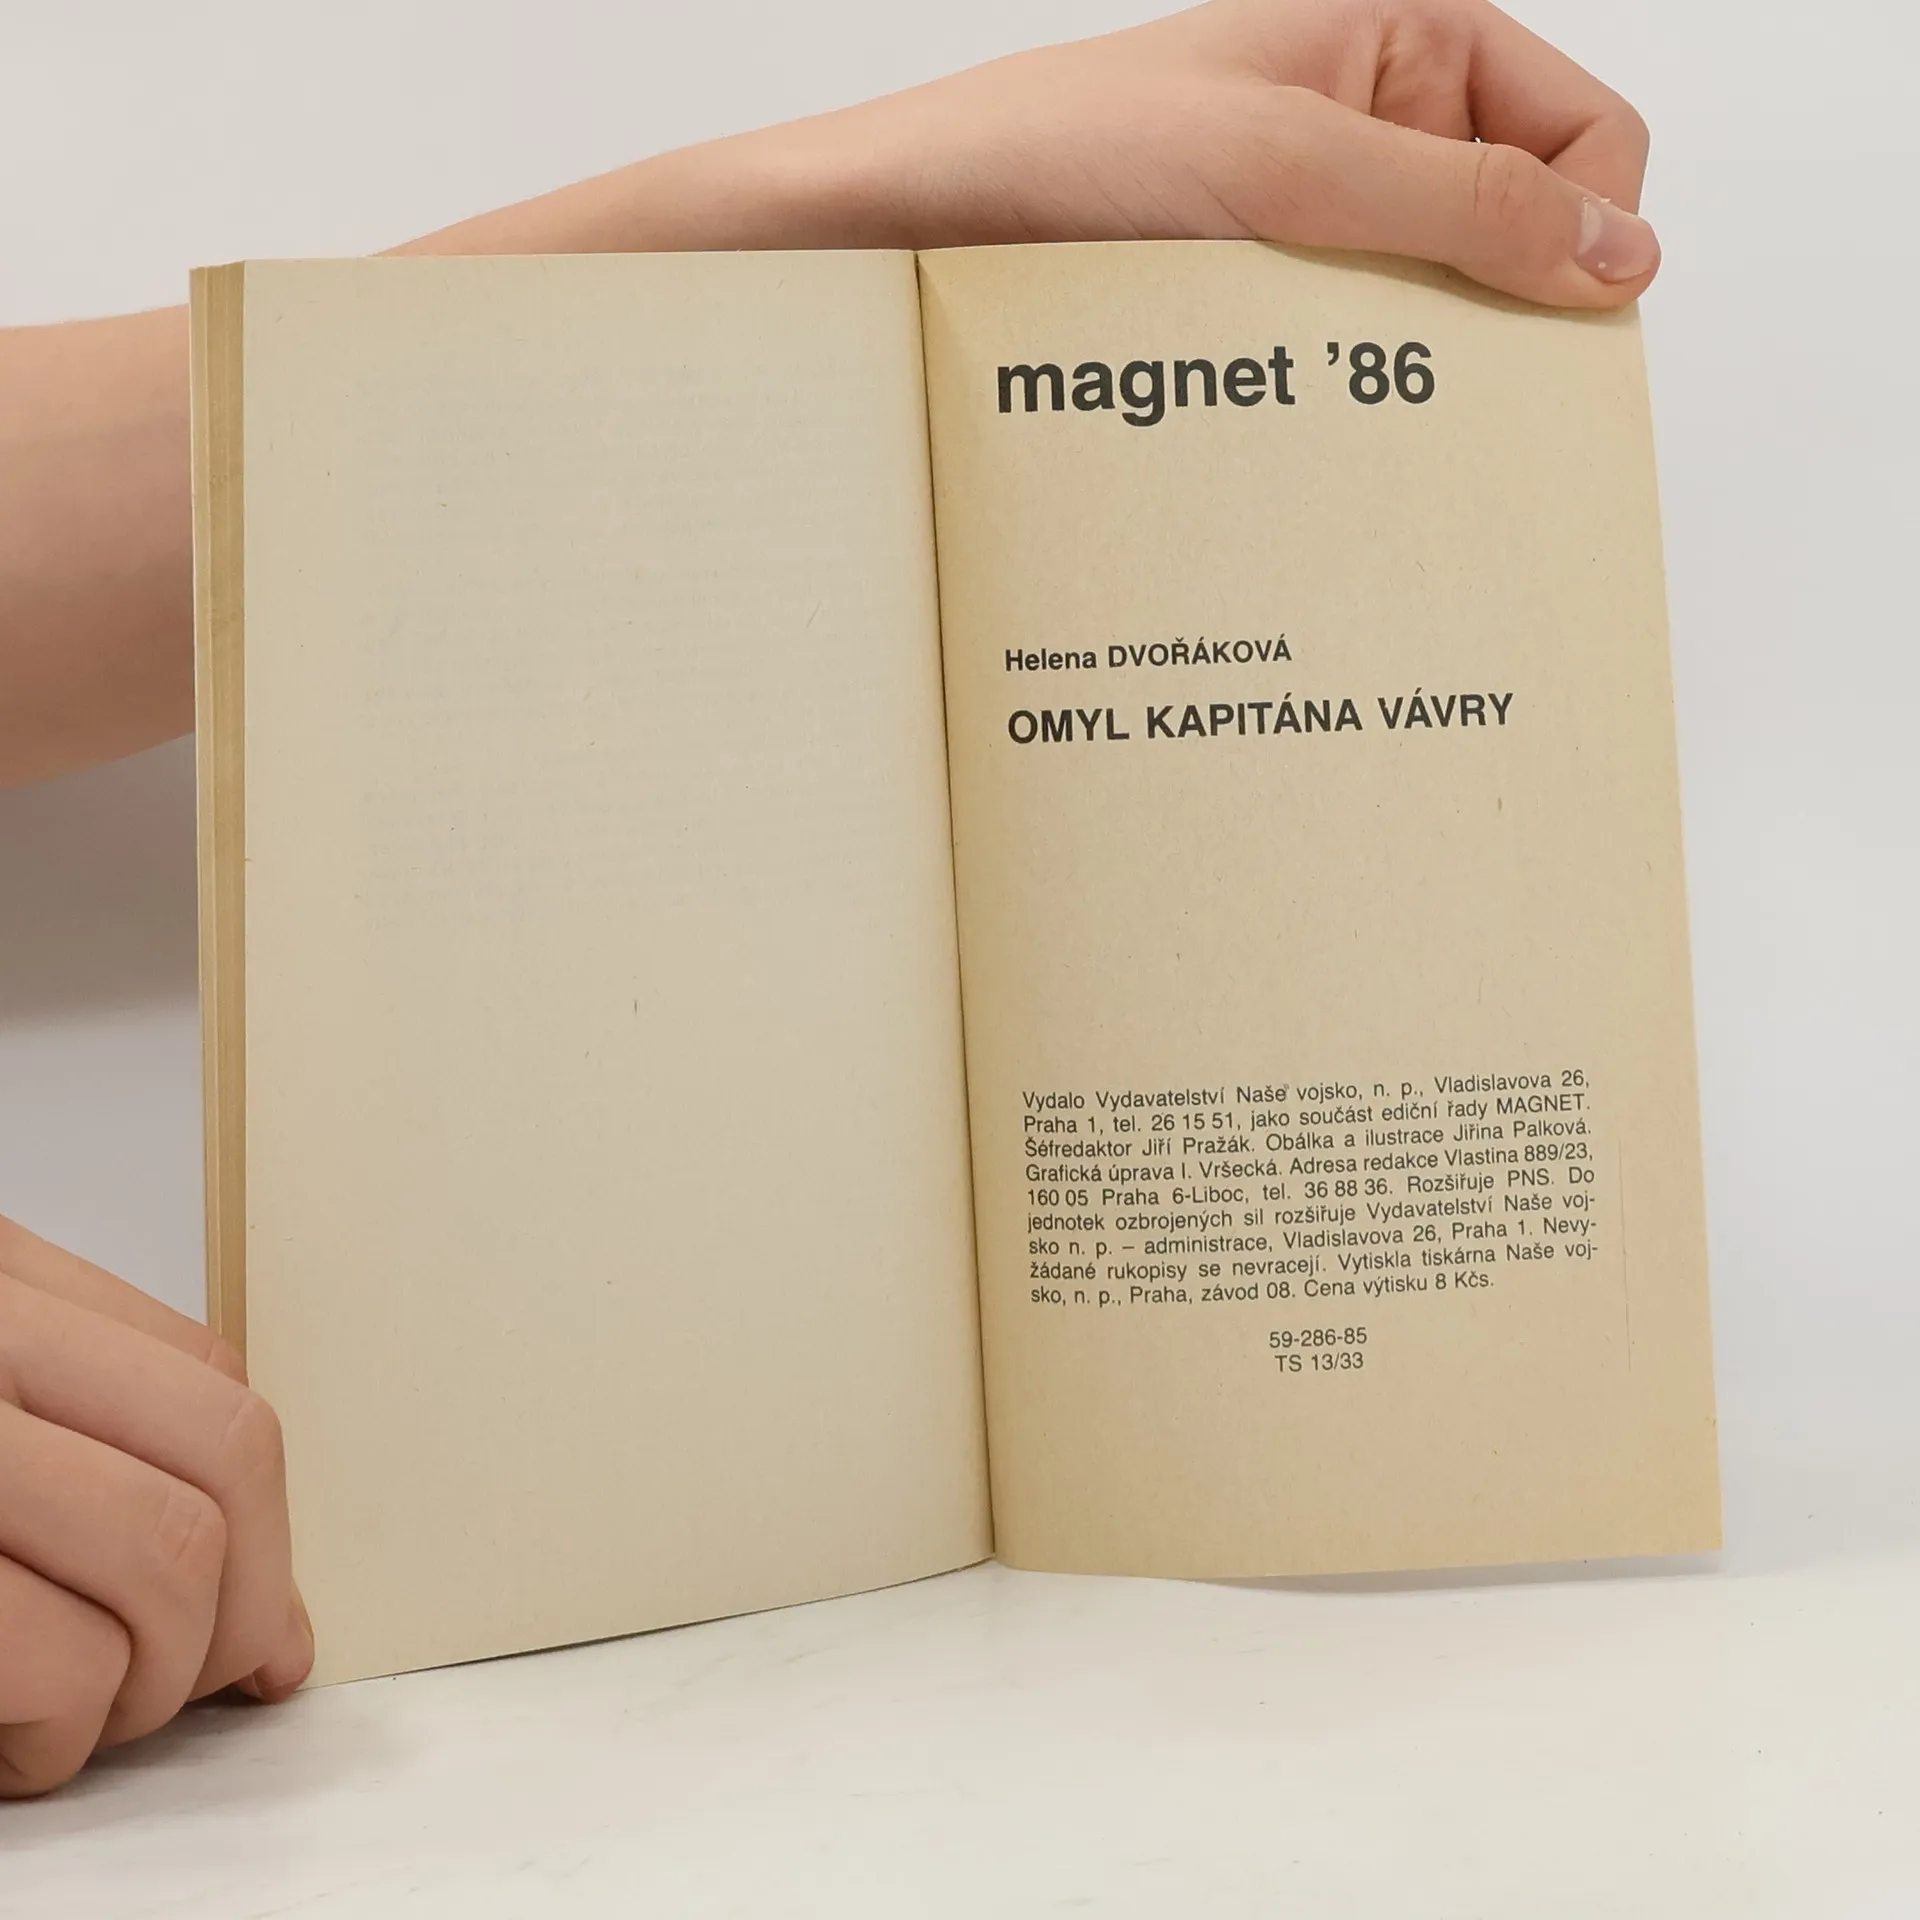 magnet ’86
Helena DVOŘÁKOVÁ
OMYL KAPITÁNA VÁVRY
Vydalo Vydavatelství Naše vojsko, n. p., Vladislavova 26,
Praha 1, tel. 26 15 51, jako součást ediční řady MAGNET.
Šéfredaktor Jiří Pražák. Obálka a ilustrace Jiřina Palková.
Grafická úprava I. Vršecká. Adresa redakce Vlastina 889/23,
160 05 Praha 6-Liboc, tel. 36 88 36. Rozšiřuje PNS. Do
jednotek ozbrojených sil rozšiřuje Vydavatelství Naše voj-
sko n. p. – administrace, Vladislavova 26, Praha 1. Nevy-
žádané rukopisy se nevracejí. Vytiskla tiskárna Naše voj-
sko, n. p., Praha, závod 08. Cena výtisku 8 Kčs.
59-286-85
TS 13/33